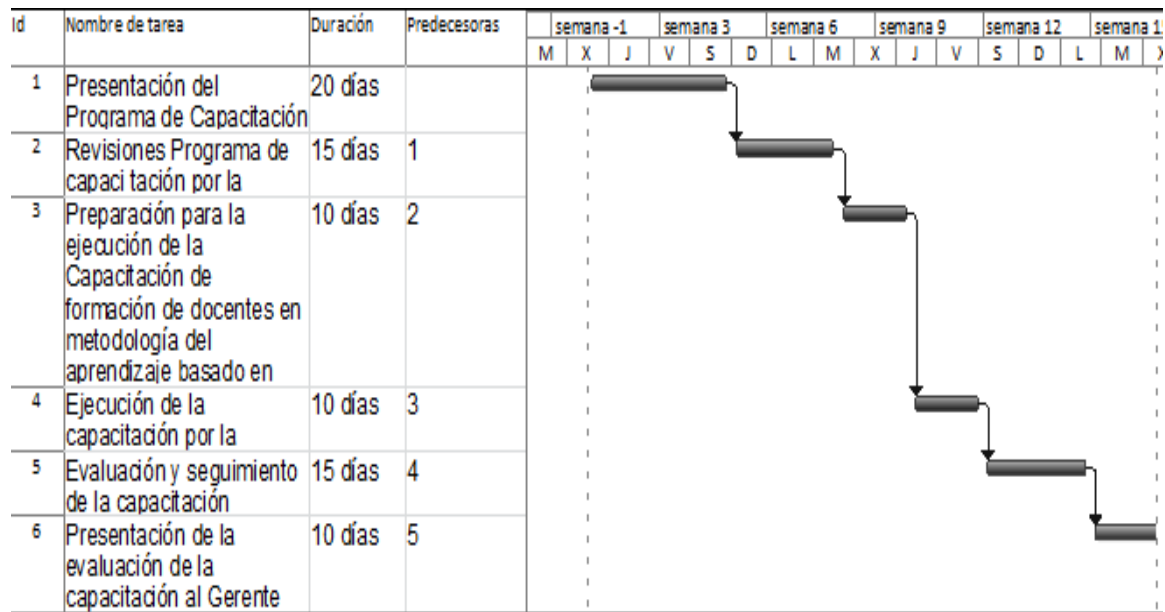 Id Nombre de tarea Duración Predecesoras semana -1 semana 3 semana 6 semana 9 semana 12 semana 15
M X J V S D L M X J V S D L M X
1 Presentación del 20 días
Programa de Capacitación
2 Revisiones Programa de 15 días 1
capaci tación por la
3 Preparación para la 10 días 2
ejecución de la
Capacitación de
formación de docentes en
metodología del
aprendizaje basado en
4 Ejecución de la 10 días 3
capacitación por la
5 Evaluación y seguimiento 15 días 4
de la capacitación
6 Presentación de la 10 días 5
evaluación de la
capacitación al Gerente